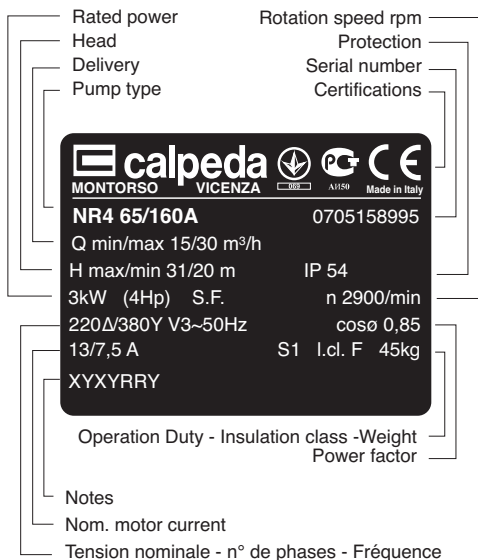 Rated power Rotation speed rpm
Head Protection
Delivery Serial number
Pump type Certifications
calpeda
MONTORSO VICENZA 069 АИ50 Made in Italy
NR4 65/160A 0705158995
Q min/max 15/30 m³/h
H max/min 31/20 m IP 54
3kW (4Hp) S.F. n 2900/min
220Δ/380Y V3~50Hz cosø 0,85
13/7,5 A S1 I.cl. F 45kg
XYXYRRY
Operation Duty - Insulation class -Weight
Power factor
Notes
Nom. motor current
Tension nominale - n° de phases - Fréquence